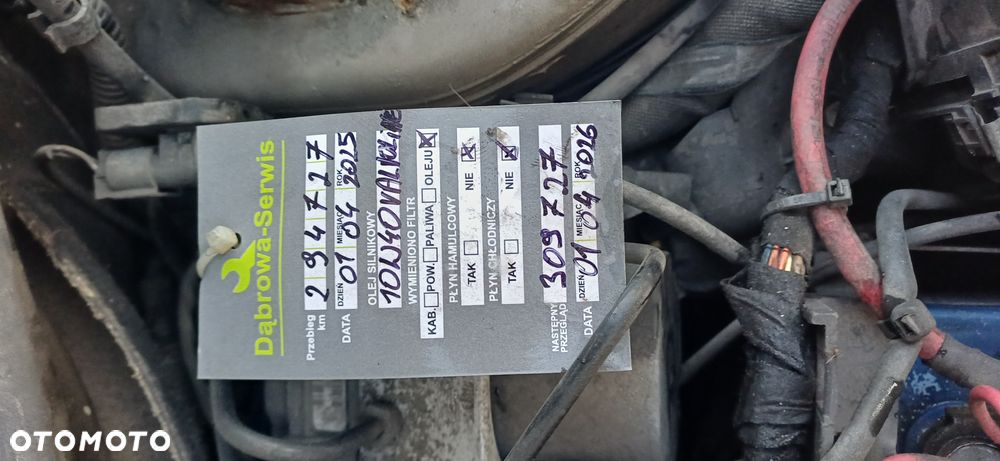 Dąbrowa-Serwis
Przebieg km 294727
DATA DZIEŃ 01 MIESIĄC 04 ROK 2025
OLEJ SILNIKOWY
10W40 VALVOLINE
WYMIENIONO FILTR
KAB. POW. PALIWA OLEJU X
PŁYN HAMULCOWY
TAK NIE X
PŁYN CHŁODNICZY
TAK NIE X
NASTĘPNY PRZEGLĄD 309727
DATA DZIEŃ 01 MIESIĄC 04 ROK 2026
OTOMOTO